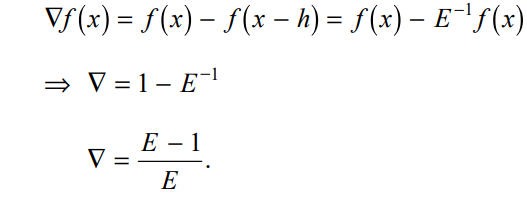 ∇f(x) = f(x) − f(x − h) = f(x) − E⁻¹f(x)
⇒ ∇ = 1 − E⁻¹
∇ = (E − 1)/E.